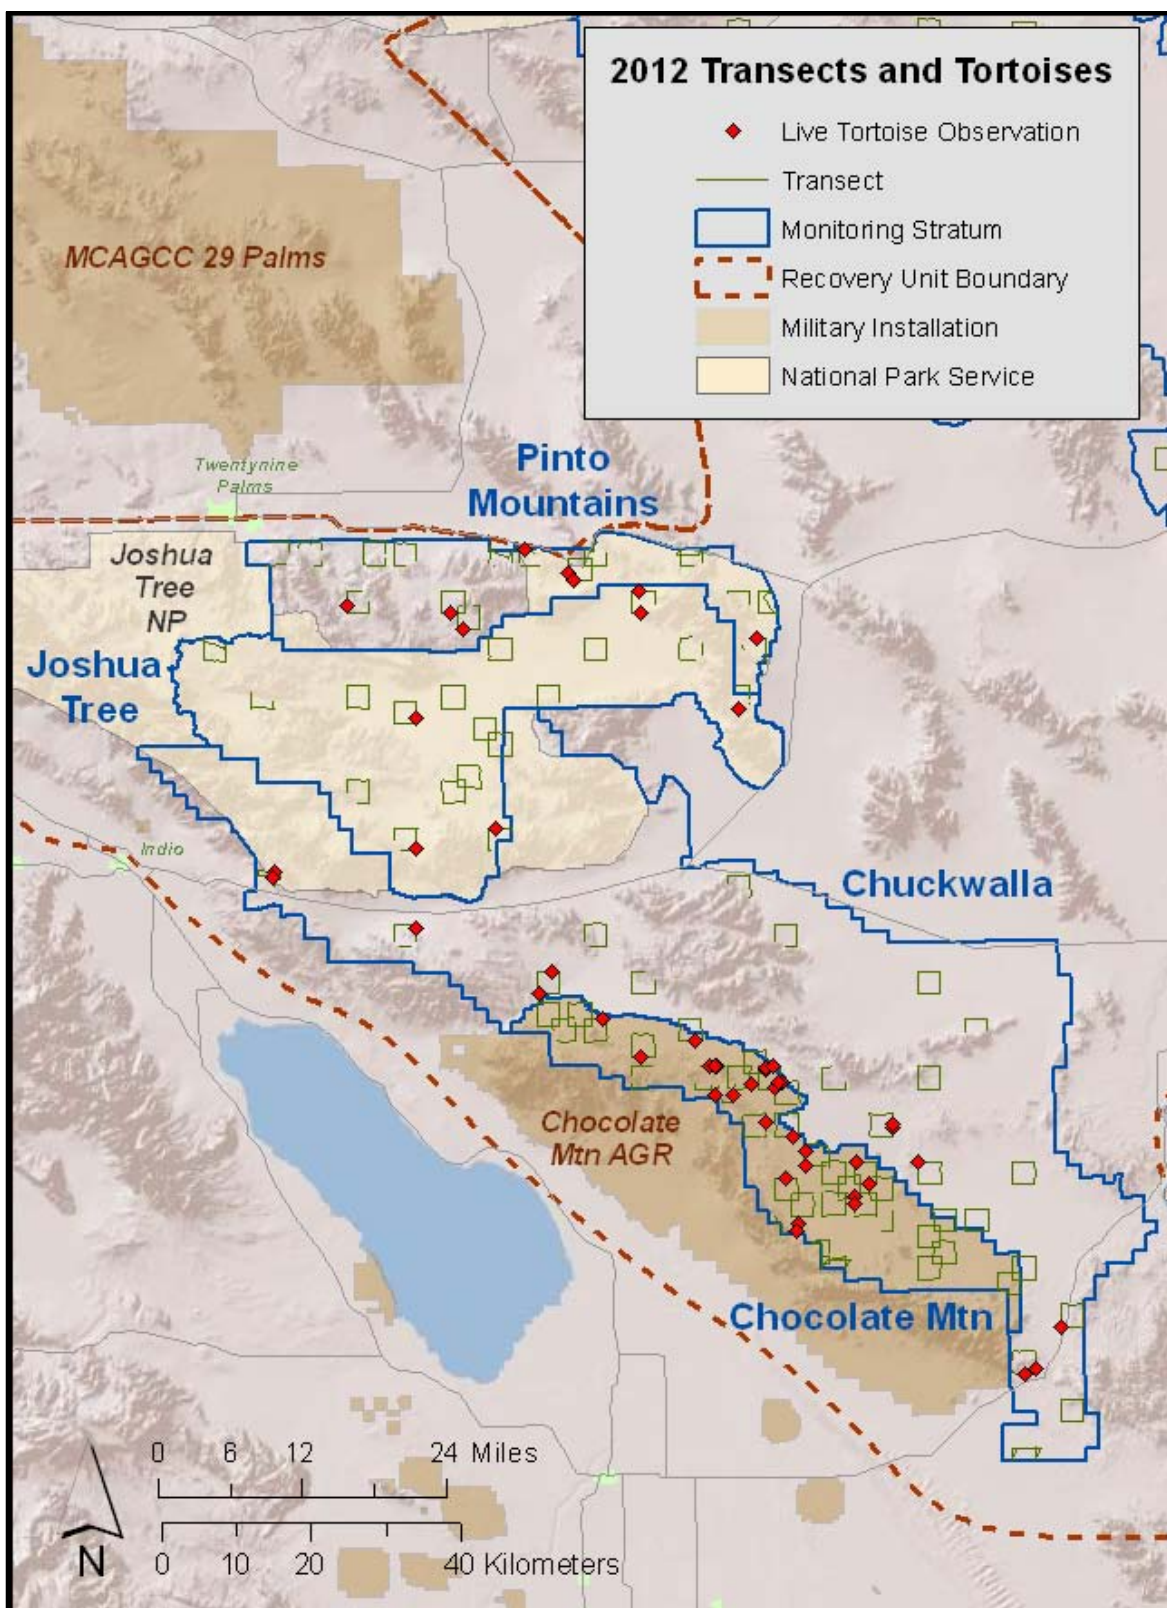 2012 Transects and Tortoises
Live Tortoise Observation
Transect
Monitoring Stratum
Recovery Unit Boundary
Military Installation
National Park Service
MCAGCC 29 Palms
Twentynine
Palms
Pinto
Mountains
Joshua
Tree
NP
Joshua
Tree
Indio
Chuckwalla
Chocolate
Mtn AGR
Chocolate Mtn
0 6 12 24 Miles
0 10 20 40 Kilometers
N